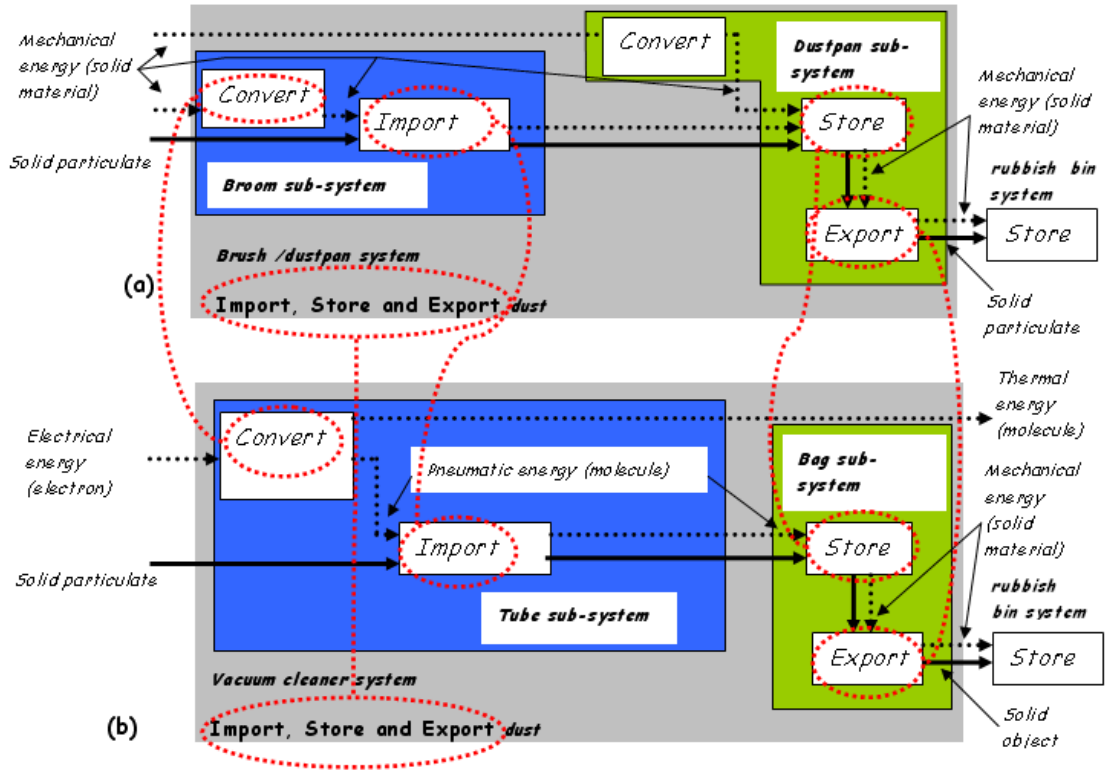 Mechanical
energy (solid
material)
Convert
Dustpan sub-
system
Convert
Import
Store
Mechanical
energy (solid
material)
Solid particulate
Broom sub-system
rubbish bin
system
Export
Store
Brush /dustpan system
(a)
Import, Store and Export dust
Solid
particulate
Thermal
energy
(molecule)
Electrical
energy
(electron)
Convert
Pneumatic energy (molecule)
Bag sub-
system
Mechanical
energy
(solid
material)
Import
Store
Solid particulate
Tube sub-system
rubbish
bin system
Export
Store
Vacuum cleaner system
(b)
Import, Store and Export dust
Solid
object